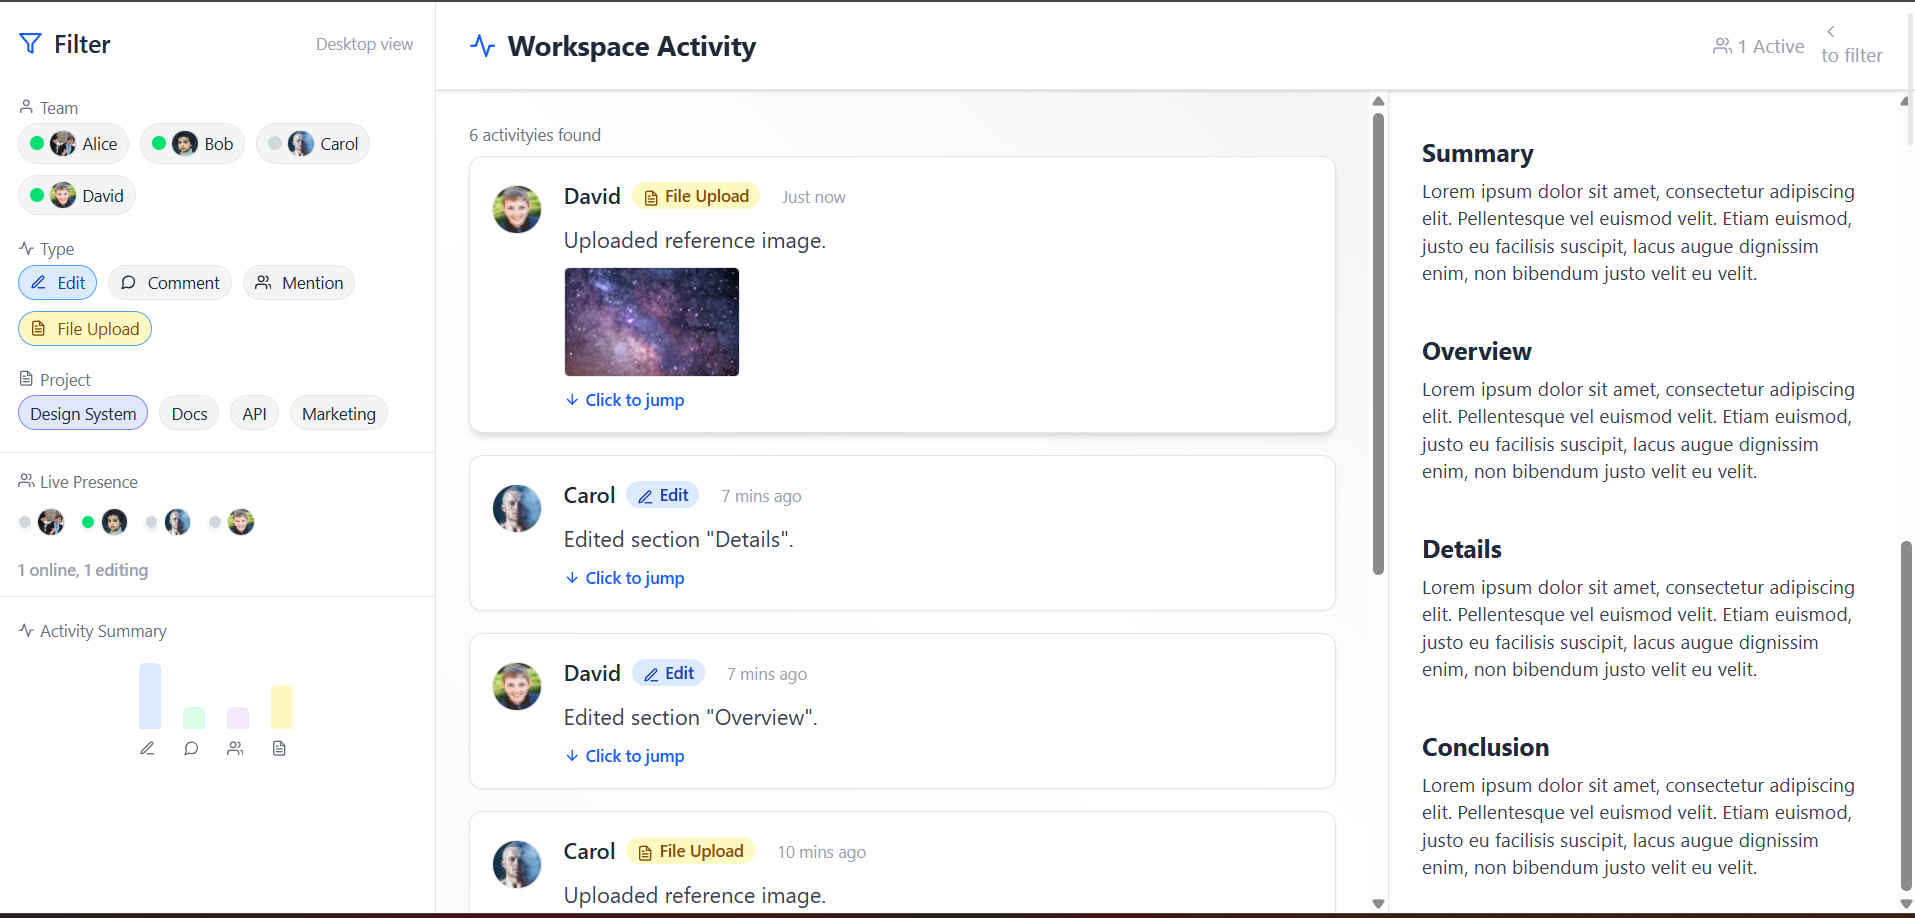 Filter
Desktop view
Team
Alice
Bob
Carol
David
Type
Edit
Comment
Mention
File Upload
Project
Design System
Docs
API
Marketing
Live Presence
1 online, 1 editing
Activity Summary
Workspace Activity
1 Active
to filter
6 activityies found
David File Upload Just now
Uploaded reference image.
Click to jump
Carol Edit 7 mins ago
Edited section "Details".
Click to jump
David Edit 7 mins ago
Edited section "Overview".
Click to jump
Carol File Upload 10 mins ago
Uploaded reference image.
Summary
Lorem ipsum dolor sit amet, consectetur adipiscing
elit. Pellentesque vel euismod velit. Etiam euismod,
justo eu facilisis suscipit, lacus augue dignissim
enim, non bibendum justo velit eu velit.
Overview
Lorem ipsum dolor sit amet, consectetur adipiscing
elit. Pellentesque vel euismod velit. Etiam euismod,
justo eu facilisis suscipit, lacus augue dignissim
enim, non bibendum justo velit eu velit.
Details
Lorem ipsum dolor sit amet, consectetur adipiscing
elit. Pellentesque vel euismod velit. Etiam euismod,
justo eu facilisis suscipit, lacus augue dignissim
enim, non bibendum justo velit eu velit.
Conclusion
Lorem ipsum dolor sit amet, consectetur adipiscing
elit. Pellentesque vel euismod velit. Etiam euismod,
justo eu facilisis suscipit, lacus augue dignissim
enim, non bibendum justo velit eu velit.